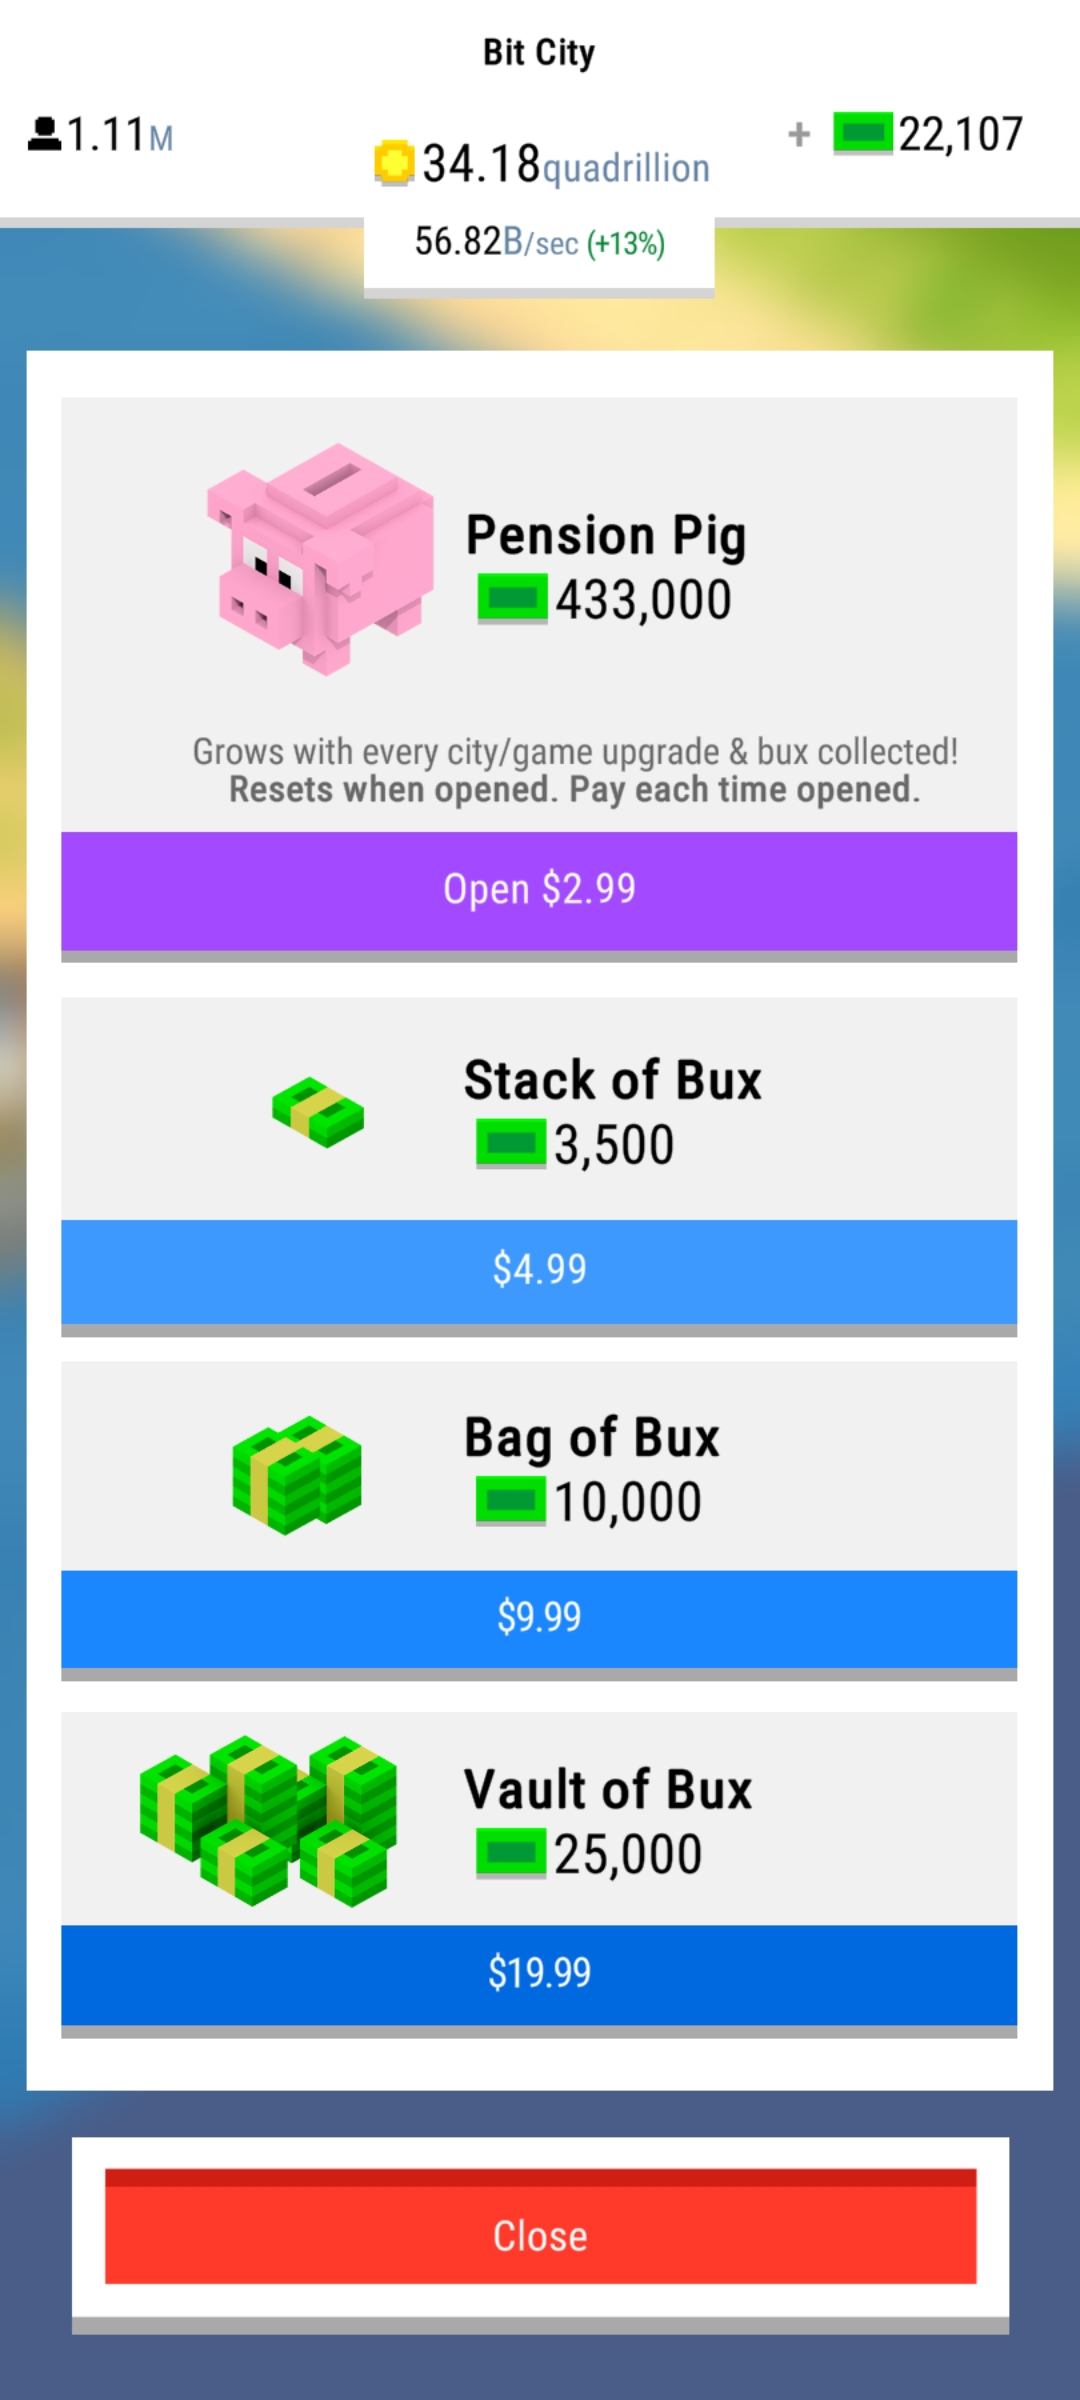 Bit City
1.11M
34.18quadrillion
+ 22,107
56.82B/sec (+13%)
Pension Pig
433,000
Grows with every city/game upgrade & bux collected!
Resets when opened. Pay each time opened.
Open $2.99
Stack of Bux
3,500
$4.99
Bag of Bux
10,000
$9.99
Vault of Bux
25,000
$19.99
Close